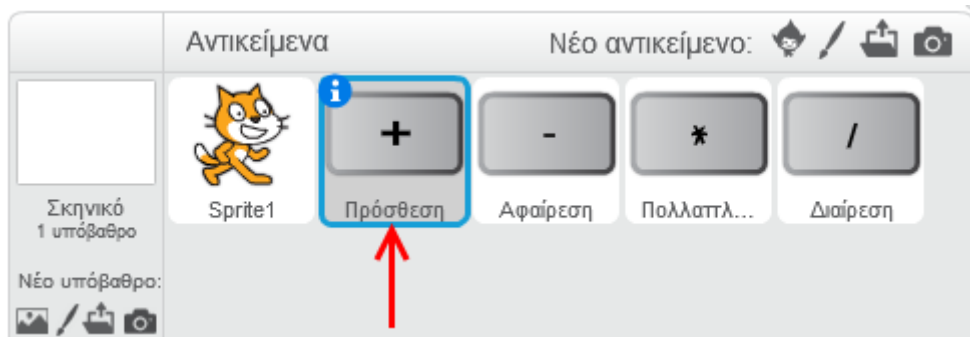 Αντικείμενα
Νέο αντικείμενο:
i
+
-
*
/
Sprite1
Πρόσθεση
Αφαίρεση
Πολλαπλ...
Διαίρεση
Σκηνικό
1 υπόβαθρο
Νέο υπόβαθρο: